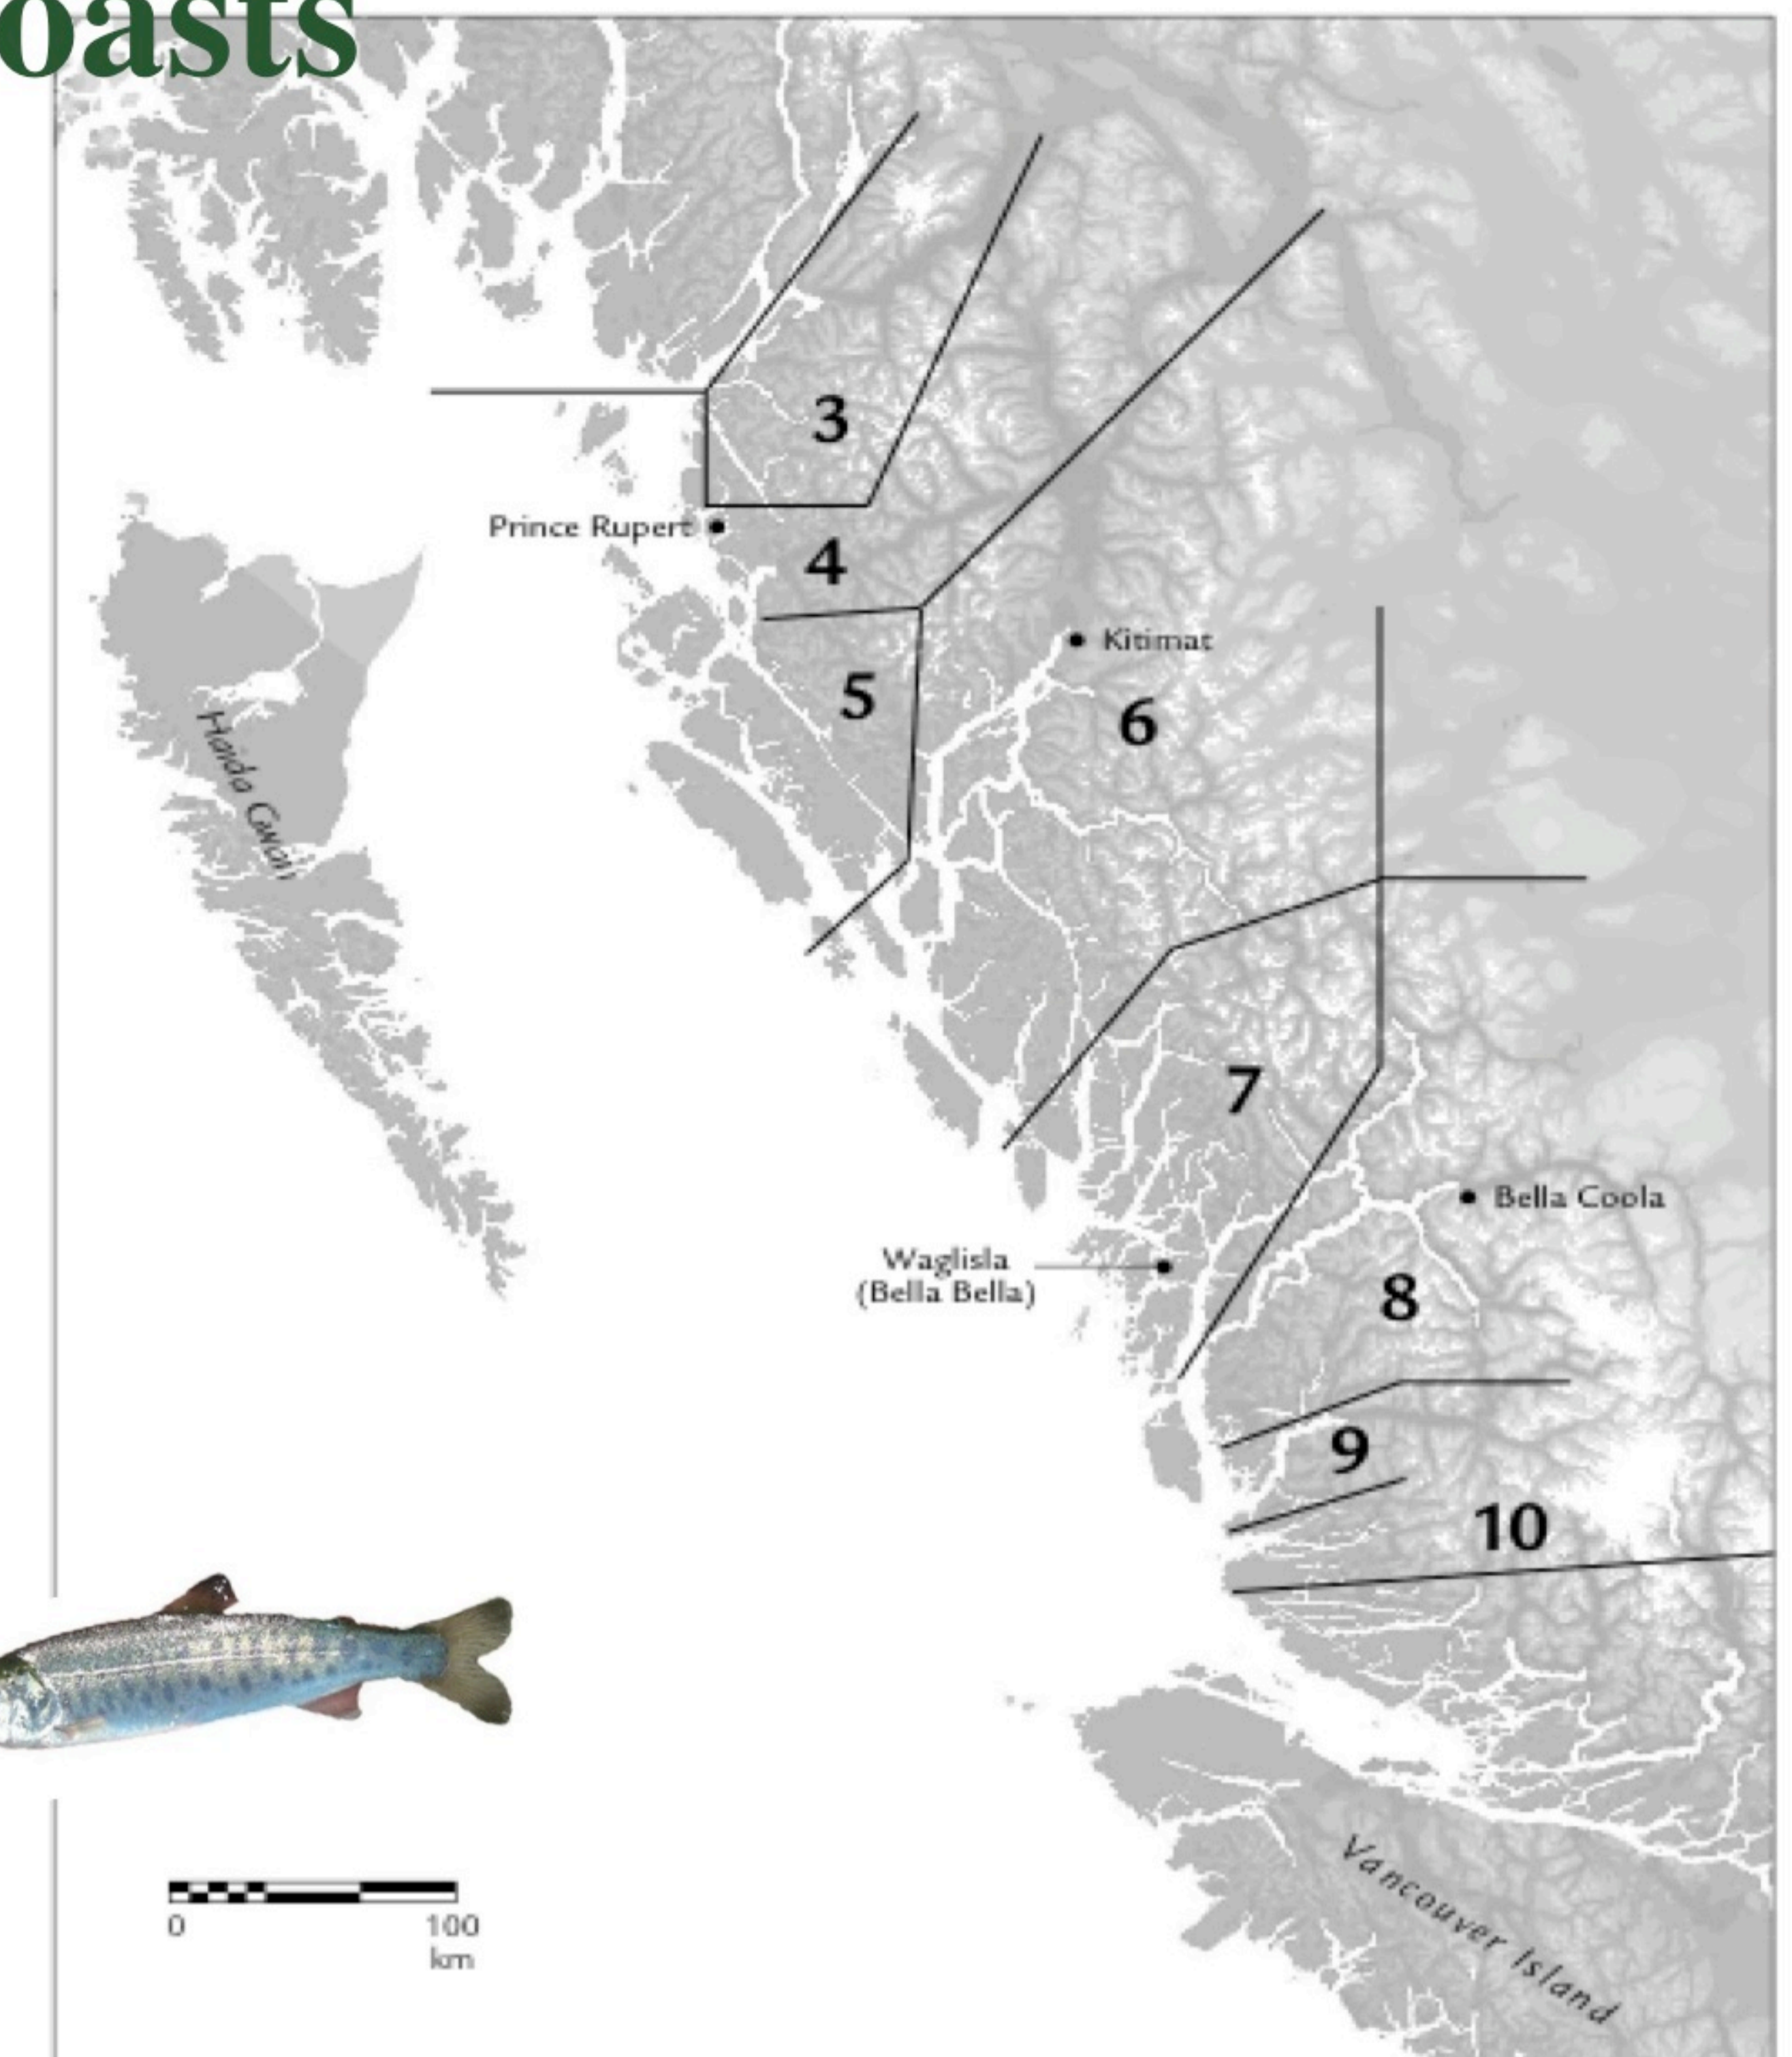 oasts
3
Prince Rupert
4
Kitimat
5
6
Haida Gwaii
7
Bella Coola
Waglisla
(Bella Bella)
8
9
10
Vancouver Island
0 100
km